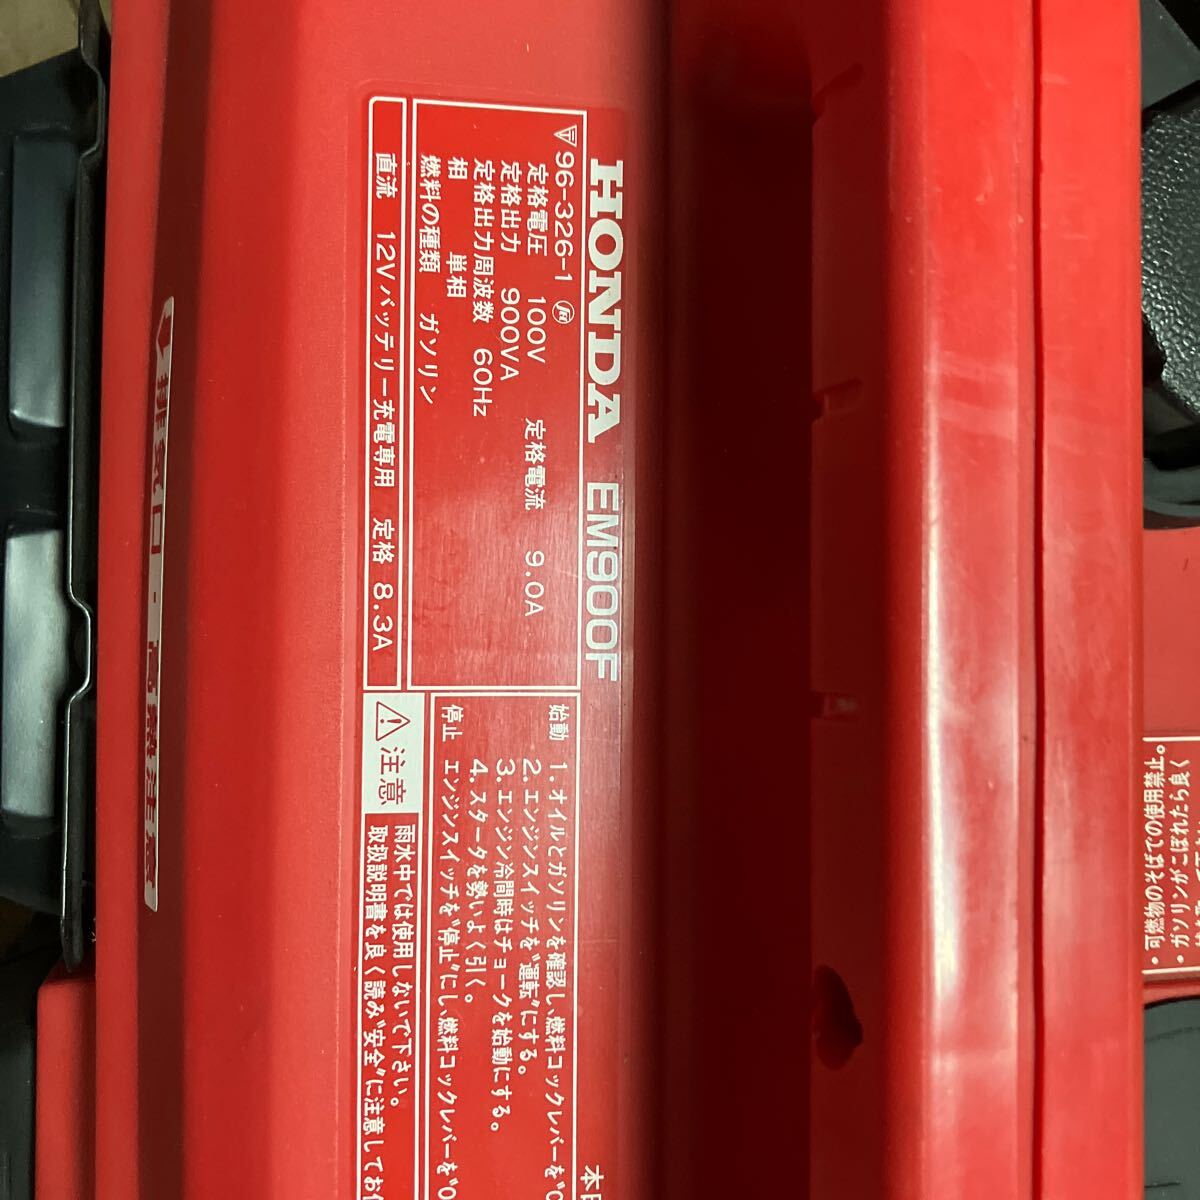 HONDA EM900F
96-326-1
定格電圧 100V 定格電流 9.0A
定格出力 900VA
定格出力周波数 60Hz
相 単相
燃料の種類 ガソリン
直流 12Vバッテリー充電専用 定格 8.3A
始動 1.オイルとガソリンを確認し、燃料コックレバーを"O
2.エンジンスイッチを"運転"にする。
3.エンジン冷間時はチョークを始動にする。
4.スタータを勢いよく引く。
停止 エンジンスイッチを"停止"にし、燃料コックレバーを"O
注意
雨水中では使用しないで下さい。
取扱説明書を良く読み"安全"に注意してお使
排気口・高熱注意
・可燃物のそばでの使用禁止。
・ガソリンがこぼれたら良く
本田